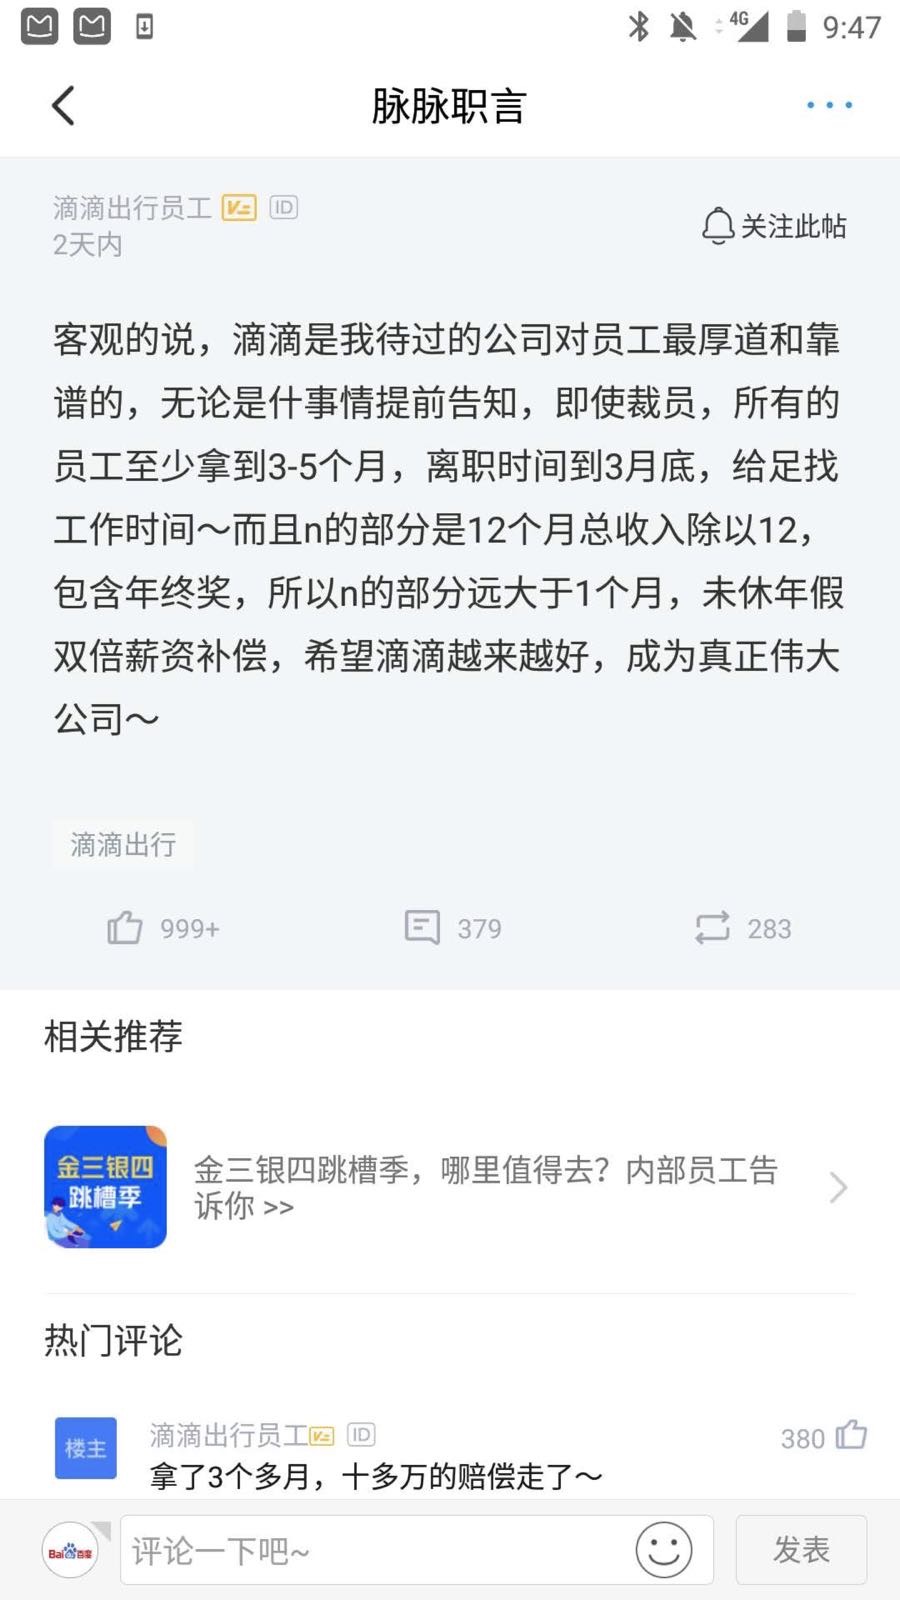 4G 9:47
脉脉职言
滴滴出行员工 V= ID
2天内
关注此帖
客观的说，滴滴是我待过的公司对员工最厚道和靠
谱的，无论是什事情提前告知，即使裁员，所有的
员工至少拿到3-5个月，离职时间到3月底，给足找
工作时间～而且n的部分是12个月总收入除以12，
包含年终奖，所以n的部分远大于1个月，未休年假
双倍薪资补偿，希望滴滴越来越好，成为真正伟大
公司～
滴滴出行
999+ 379 283
相关推荐
金三银四
跳槽季
金三银四跳槽季，哪里值得去？内部员工告
诉你 >>
热门评论
楼主
滴滴出行员工 V= ID
380
拿了3个多月，十多万的赔偿走了～
Bai百度
评论一下吧~
发表